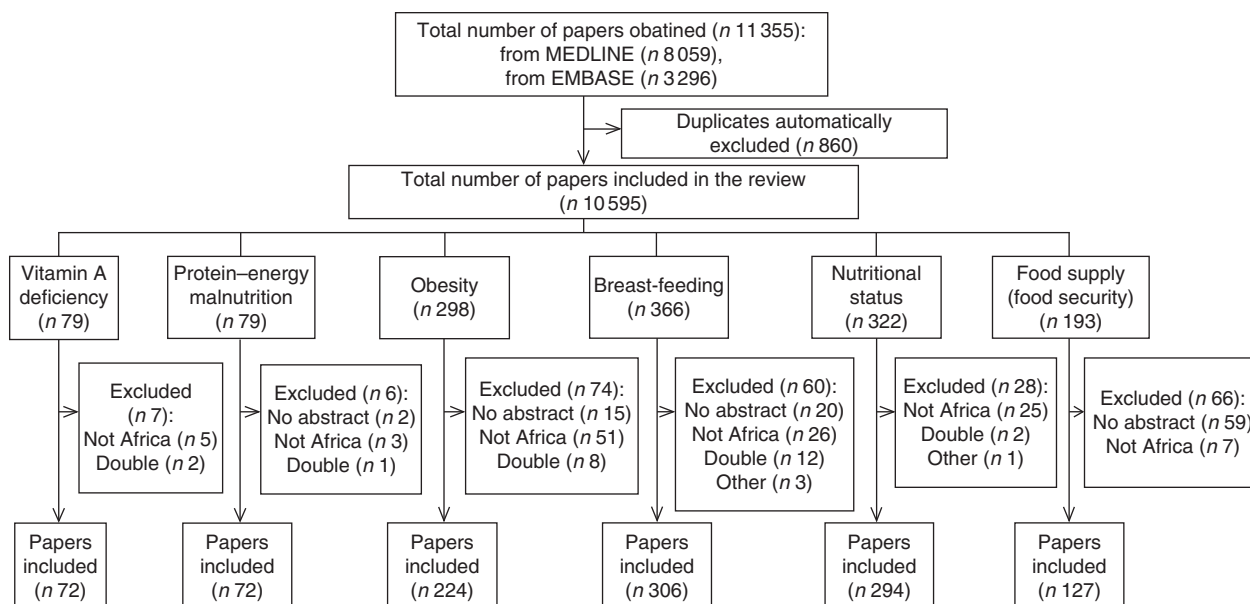 Total number of papers obatined (n 11 355):
from MEDLINE (n 8 059),
from EMBASE (n 3 296)
Duplicates automatically
excluded (n 860)
Total number of papers included in the review
(n 10 595)
Vitamin A
deficiency
(n 79)
Protein–energy
malnutrition
(n 79)
Obesity
(n 298)
Breast-feeding
(n 366)
Nutritional
status
(n 322)
Food supply
(food security)
(n 193)
Excluded
(n 7):
Not Africa (n 5)
Double (n 2)
Excluded (n 6):
No abstract (n 2)
Not Africa (n 3)
Double (n 1)
Excluded (n 74):
No abstract (n 15)
Not Africa (n 51)
Double (n 8)
Excluded (n 60):
No abstract (n 20)
Not Africa (n 26)
Double (n 12)
Other (n 3)
Excluded (n 28):
Not Africa (n 25)
Double (n 2)
Other (n 1)
Excluded (n 66):
No abstract (n 59)
Not Africa (n 7)
Papers
included
(n 72)
Papers
included
(n 72)
Papers
included
(n 224)
Papers
included
(n 306)
Papers
included
(n 294)
Papers
included
(n 127)